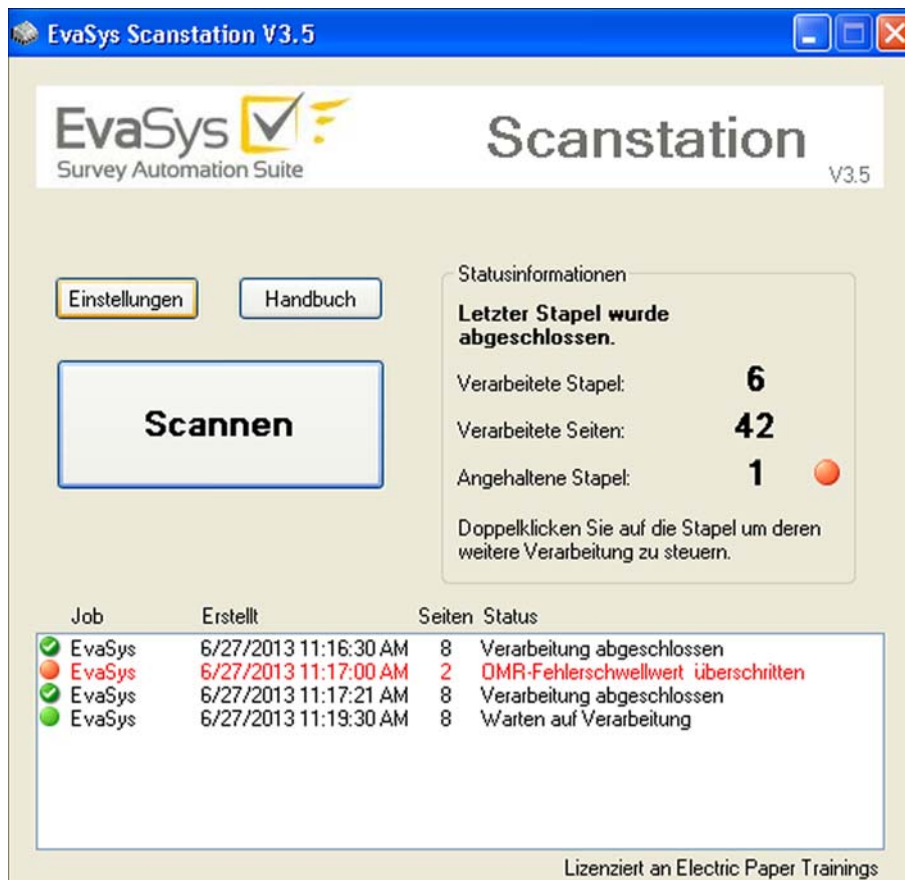 EvaSys Scanstation V3.5
EvaSys
Survey Automation Suite
Scanstation
V3.5
Einstellungen
Handbuch
Scannen
Statusinformationen
Letzter Stapel wurde
abgeschlossen.
Verarbeitete Stapel: 6
Verarbeitete Seiten: 42
Angehaltene Stapel: 1
Doppelklicken Sie auf die Stapel um deren
weitere Verarbeitung zu steuern.
Job Erstellt Seiten Status
EvaSys 6/27/2013 11:16:30 AM 8 Verarbeitung abgeschlossen
EvaSys 6/27/2013 11:17:00 AM 2 OMR-Fehlerschwellwert überschritten
EvaSys 6/27/2013 11:17:21 AM 8 Verarbeitung abgeschlossen
EvaSys 6/27/2013 11:19:30 AM 8 Warten auf Verarbeitung
Lizenziert an Electric Paper Trainings